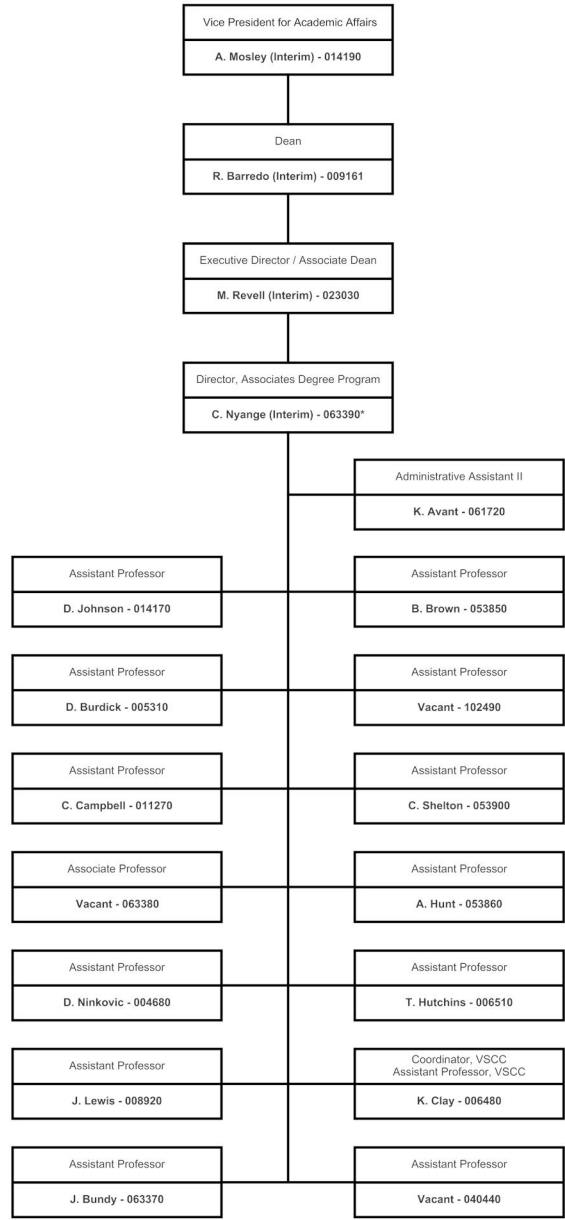 Vice President for Academic Affairs
A. Mosley (Interim) - 014190
Dean
R. Barredo (Interim) - 009161
Executive Director / Associate Dean
M. Revell (Interim) - 023030
Director, Associates Degree Program
C. Nyange (Interim) - 063390*
Administrative Assistant II
K. Avant - 061720
Assistant Professor
D. Johnson - 014170
Assistant Professor
B. Brown - 053850
Assistant Professor
D. Burdick - 005310
Assistant Professor
Vacant - 102490
Assistant Professor
C. Campbell - 011270
Assistant Professor
C. Shelton - 053900
Associate Professor
Vacant - 063380
Assistant Professor
A. Hunt - 053860
Assistant Professor
D. Ninkovic - 004680
Assistant Professor
T. Hutchins - 006510
Assistant Professor
J. Lewis - 008920
Coordinator, VSCC
Assistant Professor, VSCC
K. Clay - 006480
Assistant Professor
J. Bundy - 063370
Assistant Professor
Vacant - 040440